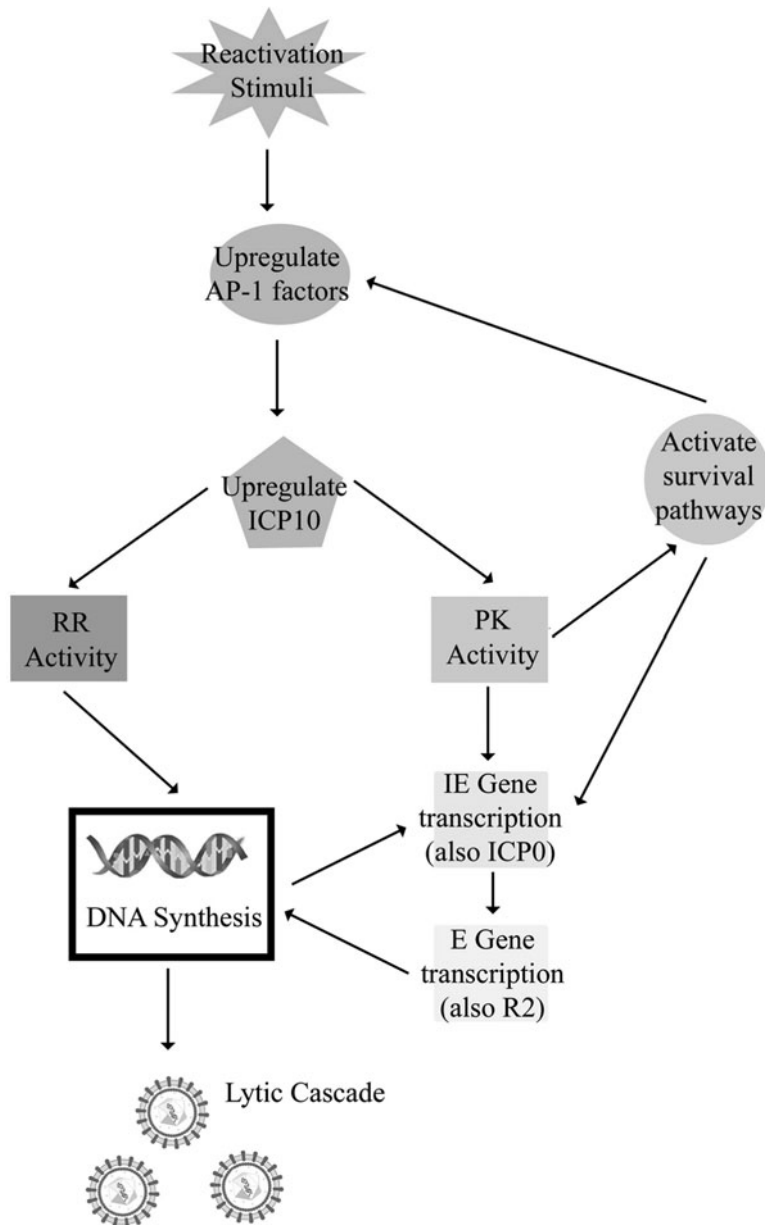 Reactivation
Stimuli
Upregulate
AP-1 factors
Activate
survival
pathways
Upregulate
ICP10
RR
Activity
PK
Activity
IE Gene
transcription
(also ICP0)
DNA Synthesis
E Gene
transcription
(also R2)
Lytic Cascade